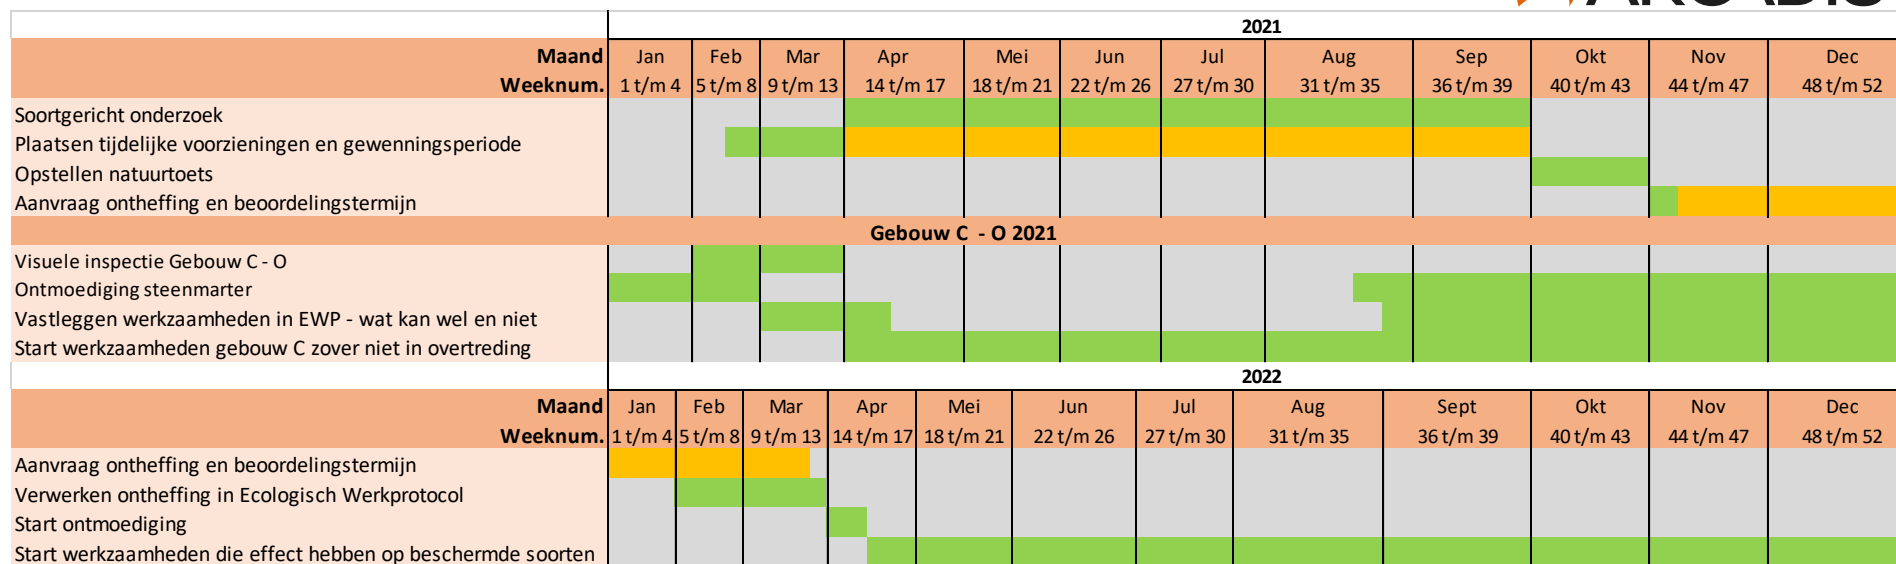 2021
Maand Jan Feb Mar Apr Mei Jun Jul Aug Sep Okt Nov Dec
Weeknum. 1 t/m 4 5 t/m 8 9 t/m 13 14 t/m 17 18 t/m 21 22 t/m 26 27 t/m 30 31 t/m 35 36 t/m 39 40 t/m 43 44 t/m 47 48 t/m 52
Soortgericht onderzoek
Plaatsen tijdelijke voorzieningen en gewenningsperiode
Opstellen natuurtoets
Aanvraag ontheffing en beoordelingstermijn
Gebouw C - O 2021
Visuele inspectie Gebouw C - O
Ontmoediging steenmarter
Vastleggen werkzaamheden in EWP - wat kan wel en niet
Start werkzaamheden gebouw C zover niet in overtreding
2022
Maand Jan Feb Mar Apr Mei Jun Jul Aug Sept Okt Nov Dec
Weeknum. 1 t/m 4 5 t/m 8 9 t/m 13 14 t/m 17 18 t/m 21 22 t/m 26 27 t/m 30 31 t/m 35 36 t/m 39 40 t/m 43 44 t/m 47 48 t/m 52
Aanvraag ontheffing en beoordelingstermijn
Verwerken ontheffing in Ecologisch Werkprotocol
Start ontmoediging
Start werkzaamheden die effect hebben op beschermde soorten